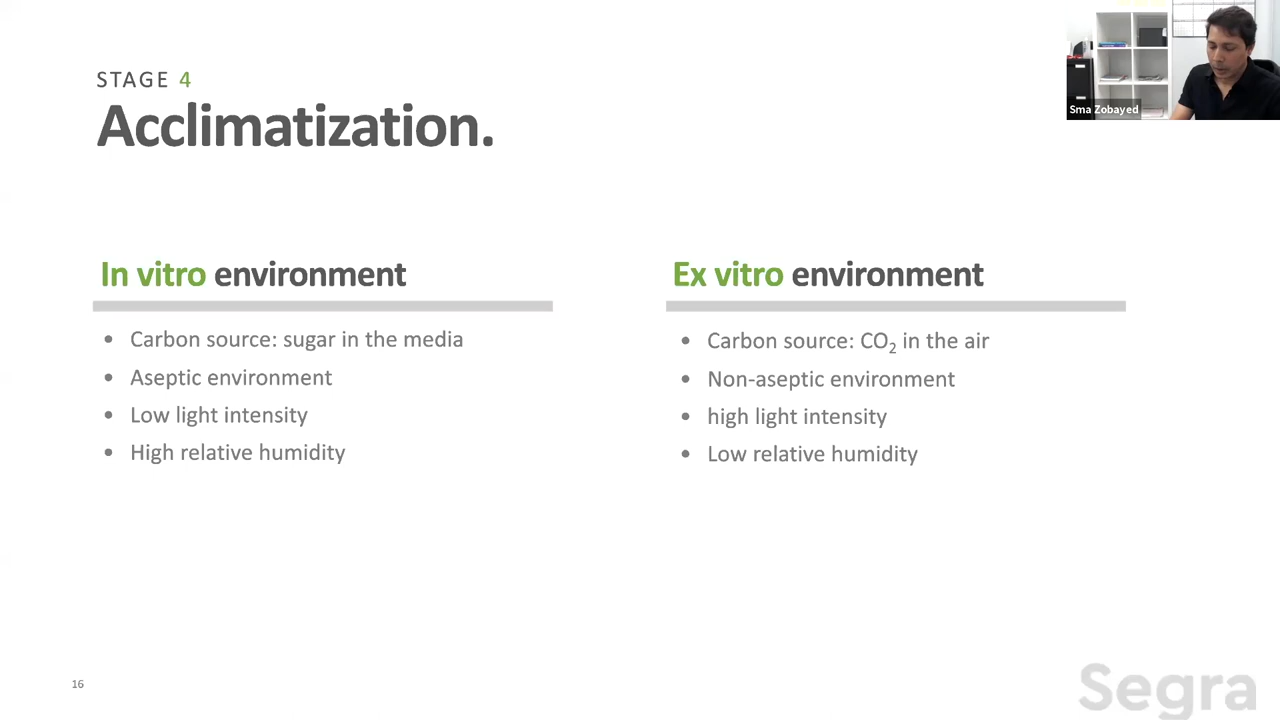 STAGE 4
Acclimatization.
Sma Zobayed
In vitro environment
• Carbon source: sugar in the media
• Aseptic environment
• Low light intensity
• High relative humidity
Ex vitro environment
• Carbon source: CO₂ in the air
• Non-aseptic environment
• high light intensity
• Low relative humidity
16
Segra